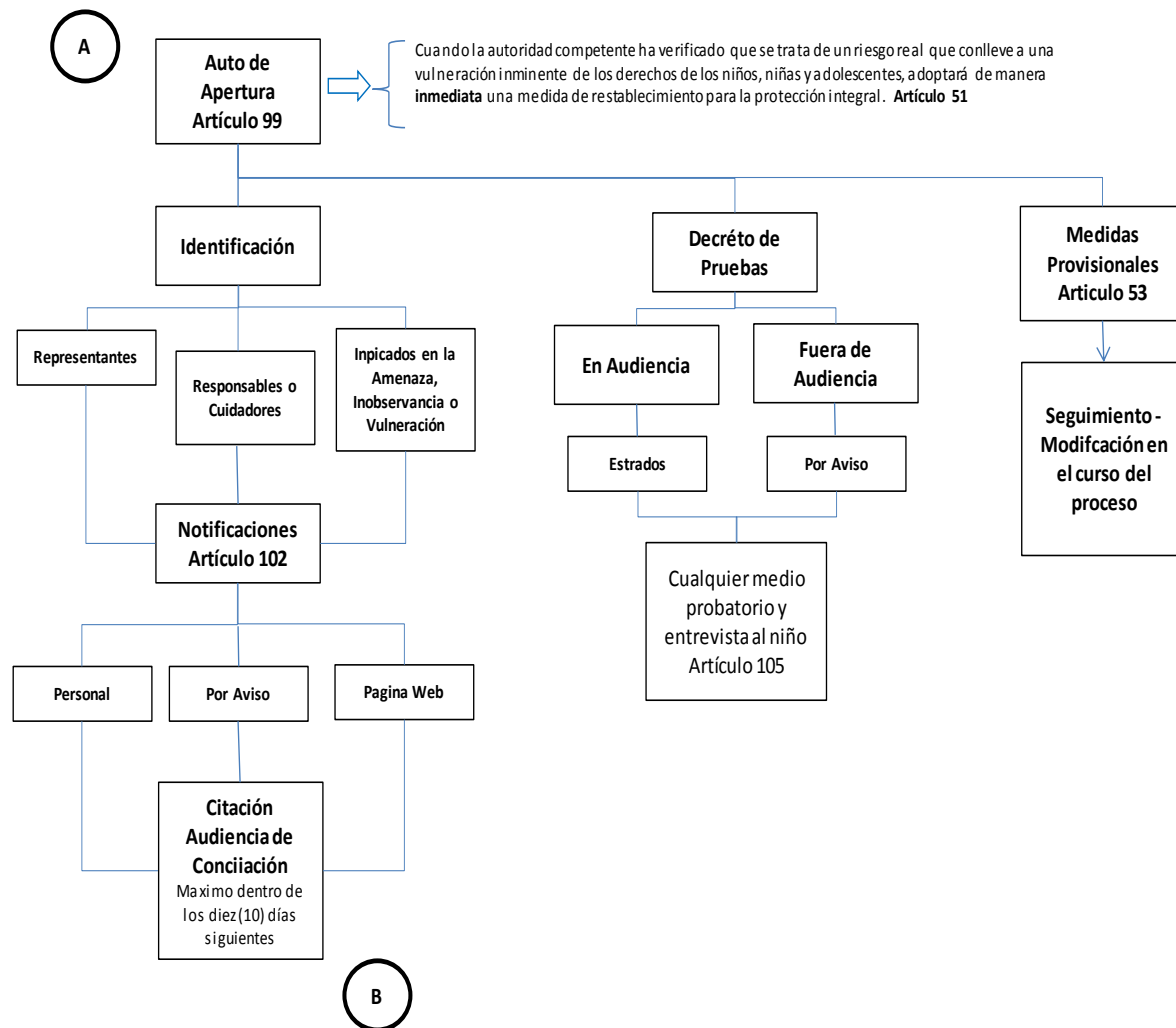 A
Auto de
Apertura
Artículo 99
Cuando la autoridad competente ha verificado que se trata de un riesgo real que conlleve a una
vulneración inminente de los derechos de los niños, niñas y adolescentes, adoptará de manera
inmediata una medida de restablecimiento para la protección integral. Artículo 51
Identificación
Decréto de
Pruebas
Medidas
Provisionales
Articulo 53
Representantes
Responsables o
Cuidadores
Inpicados en la
Amenaza,
Inobservancia o
Vulneración
En Audiencia
Fuera de
Audiencia
Seguimiento -
Modifcación en
el curso del
proceso
Estrados
Por Aviso
Notificaciones
Artículo 102
Cualquier medio
probatorio y
entrevista al niño
Artículo 105
Personal
Por Aviso
Pagina Web
Citación
Audiencia de
Conciiación
Maximo dentro de
los diez (10) días
siguientes
B